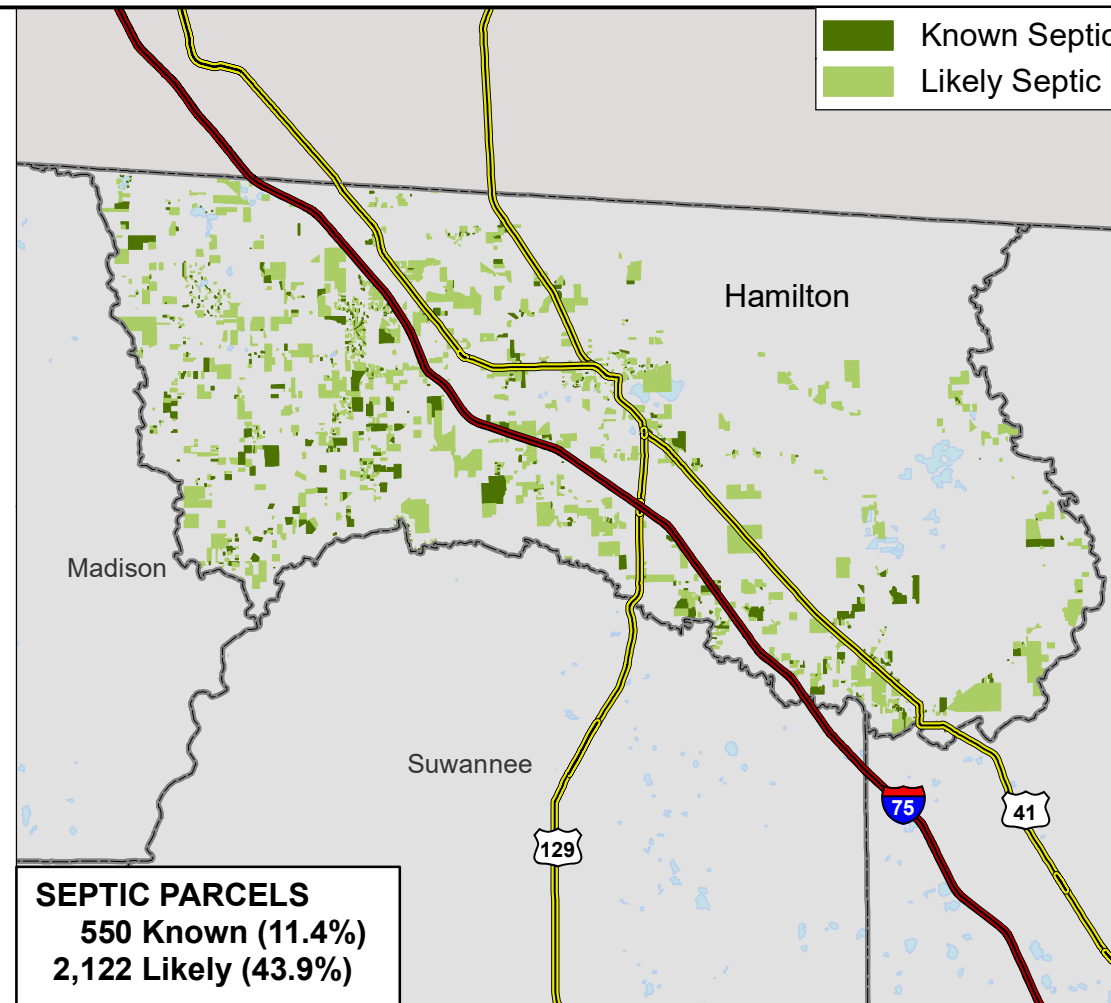 Known Septic
Likely Septic
Hamilton
Madison
Suwannee
75
41
129
SEPTIC PARCELS
550 Known (11.4%)
2,122 Likely (43.9%)